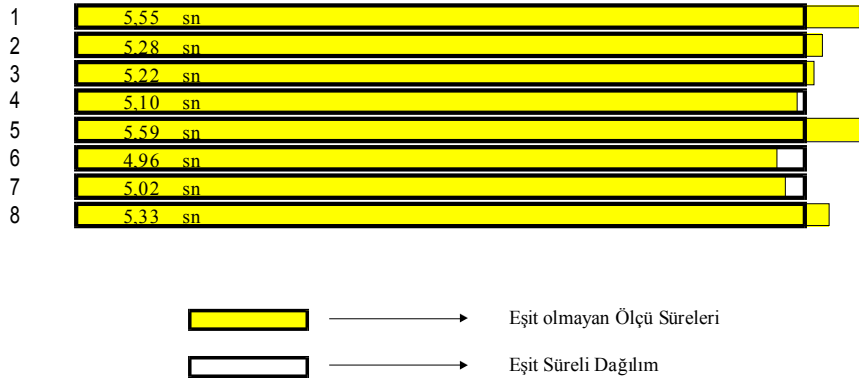 1 5,55 sn
2 5,28 sn
3 5,22 sn
4 5,10 sn
5 5,59 sn
6 4,96 sn
7 5,02 sn
8 5,33 sn
Eşit olmayan Ölçü Süreleri
Eşit Süreli Dağılım